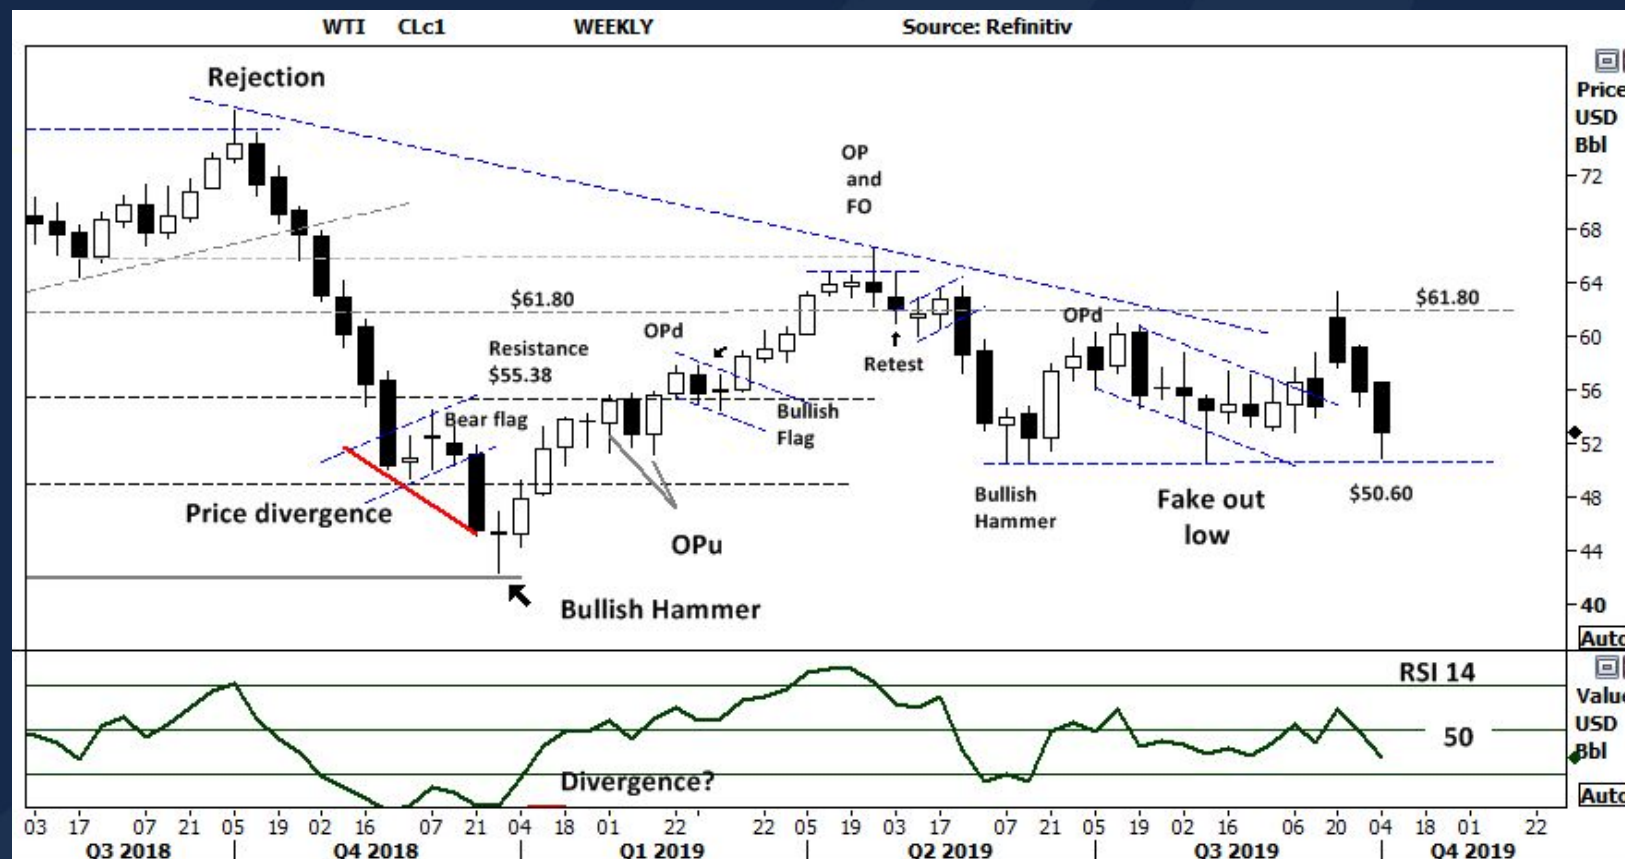 WTI CLc1 WEEKLY Source: Refinitiv
Rejection
Price
USD
Bbl
OP
and
FO
72
68
64
60
56
52
48
44
40
Auto
$61.80
$61.80
OPd
OPd
Resistance
$55.38
Retest
Bear flag
Bullish
Flag
Price divergence
OPu
Bullish
Hammer
Fake out
low
$50.60
Bullish Hammer
RSI 14
Value
USD
Bbl
50
Divergence?
Auto
03 17 07 21 05 19 02 16 07 21 04 18 01 22 22 05 19 03 17 07 21 05 19 02 16 06 20 04 18 01 22
Q3 2018 Q4 2018 Q1 2019 Q2 2019 Q3 2019 Q4 2019